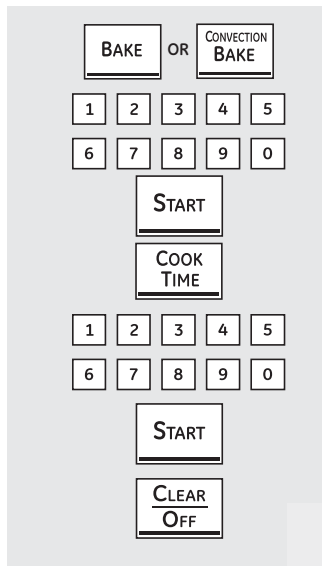 BAKE OR CONVECTION BAKE
1 2 3 4 5
6 7 8 9 0
START
COOK
TIME
1 2 3 4 5
6 7 8 9 0
START
CLEAR
OFF